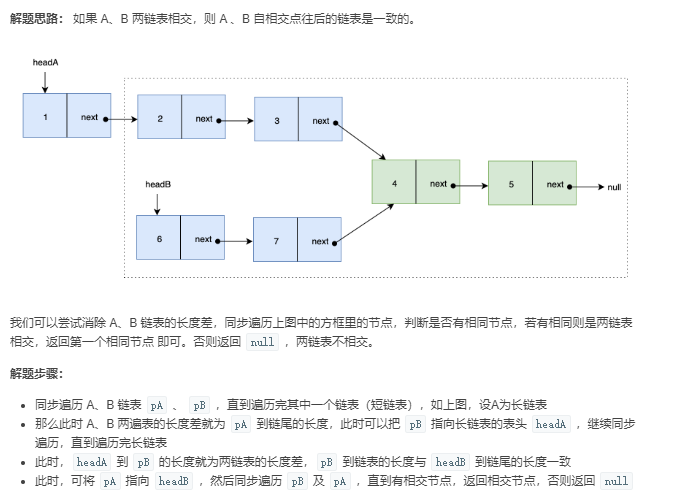 解题思路： 如果 A、B 两链表相交，则 A 、B 自相交点往后的链表是一致的。
headA
1 next
2 next
3 next
4 next
5 next
null
headB
6 next
7 next
我们可以尝试消除 A、B 链表的长度差，同步遍历上图中的方框里的节点，判断是否有相同节点，若有相同则是两链表
相交，返回第一个相同节点 即可。否则返回 null ，两链表不相交。
解题步骤：
同步遍历 A、B 链表 pA 、 pB ，直到遍历完其中一个链表（短链表），如上图，设A为长链表
那么此时 A、B 两遍表的长度差就为 pA 到链尾的长度，此时可以把 pB 指向长链表的表头 headA ，继续同步
遍历，直到遍历完长链表
此时， headA 到 pB 的长度就为两链表的长度差， pB 到链表的长度与 headB 到链尾的长度一致
此时，可将 pA 指向 headB ，然后同步遍历 pB 及 pA ，直到有相交节点，返回相交节点，否则返回 null